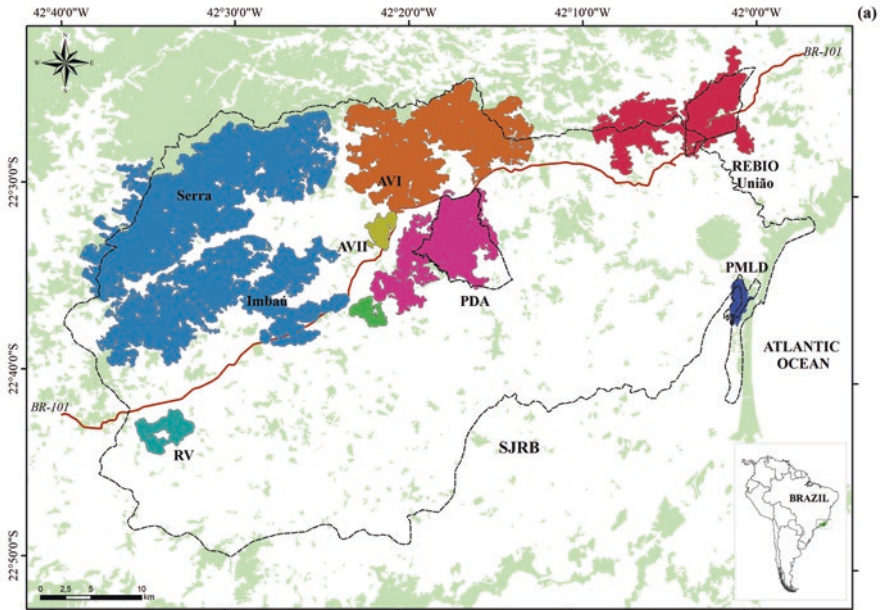 42°40'0"W
42°30'0"W
42°20'0"W
42°10'0"W
42°0'0"W
(a)
N
W
E
S
BR-101
22°30'0"S
Serra
AVI
REBIO
União
AVII
PMLD
Imbaú
PDA
22°40'0"S
ATLANTIC
OCEAN
BR-101
RV
SJRB
BRAZIL
22°50'0"S
0
2,5
5
10
km